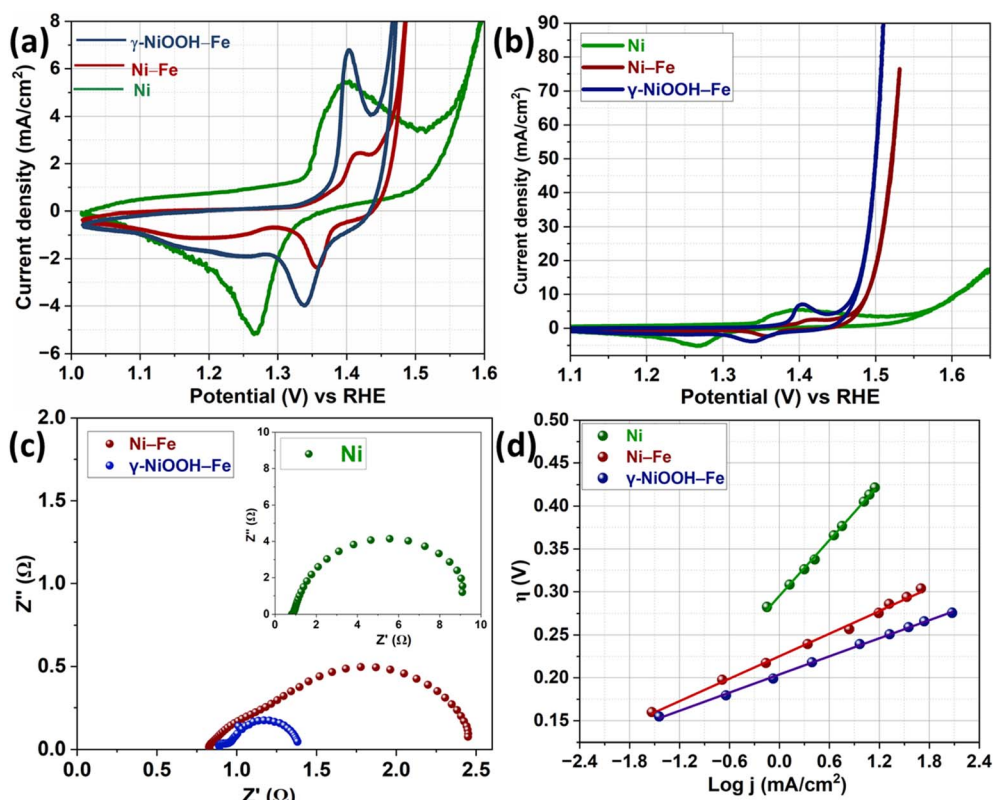 (a)
γ-NiOOH–Fe
Ni–Fe
Ni
8
6
4
2
0
−2
−4
−6
Current density (mA/cm²)
1.0 1.1 1.2 1.3 1.4 1.5 1.6
Potential (V) vs RHE
(b)
Ni
Ni–Fe
γ-NiOOH–Fe
90
80
70
60
50
40
30
20
10
0
Current density (mA/cm²)
1.1 1.2 1.3 1.4 1.5 1.6
Potential (V) vs RHE
(c)
Ni–Fe
γ-NiOOH–Fe
2.0
1.5
1.0
0.5
0.0
Z'' (Ω)
0.0 0.5 1.0 1.5 2.0 2.5
Z' (Ω)
Ni
10
8
6
4
2
0
Z'' (Ω)
0 2 4 6 8 10
Z' (Ω)
(d)
Ni
Ni–Fe
γ-NiOOH–Fe
0.50
0.45
0.40
0.35
0.30
0.25
0.20
0.15
η (V)
−2.4 −1.8 −1.2 −0.6 0.0 0.6 1.2 1.8 2.4
Log j (mA/cm²)